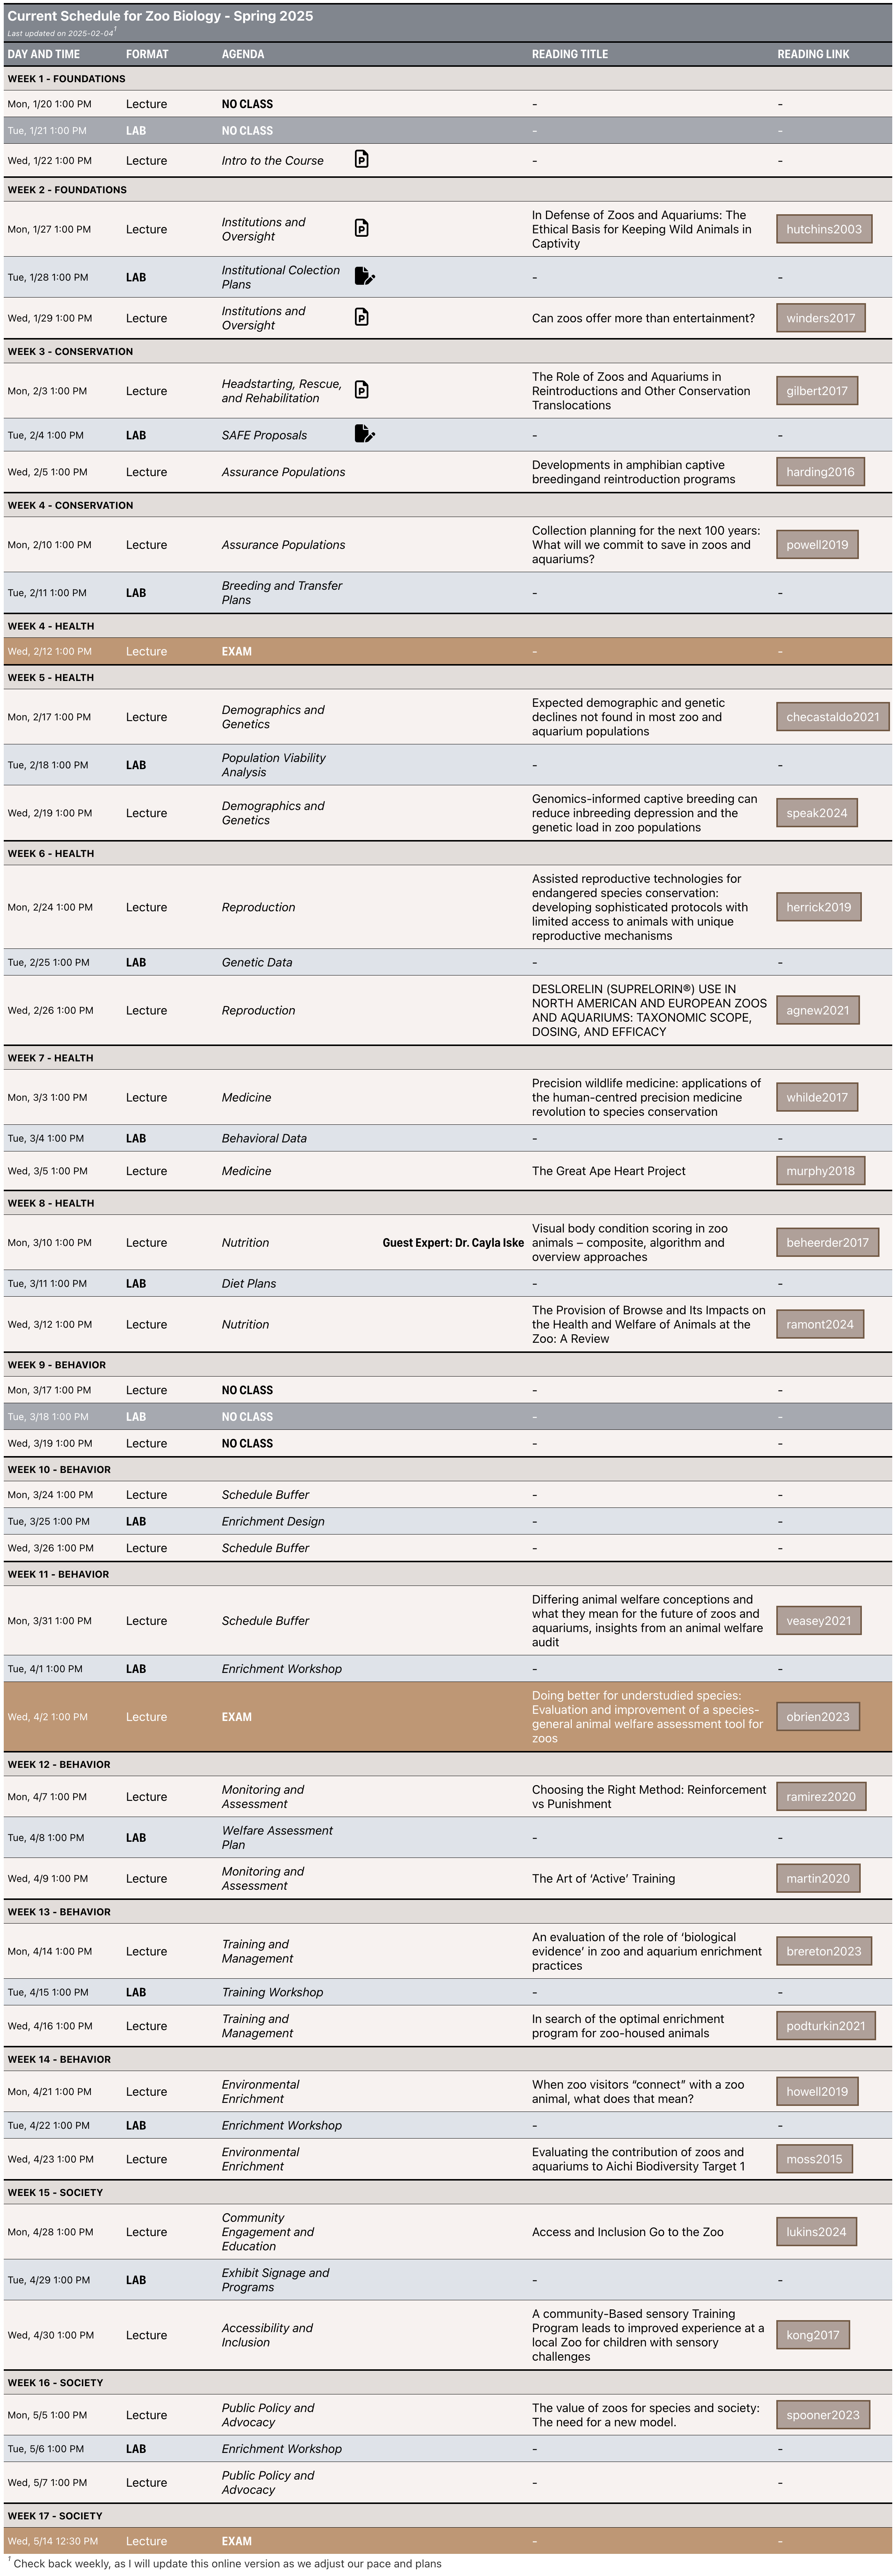 Current Schedule for Zoo Biology - Spring 2025
Last updated on 2025-02-04†
DAY AND TIME FORMAT AGENDA READING TITLE READING LINK
WEEK 1 - FOUNDATIONS
Mon, 1/20 1:00 PM Lecture NO CLASS - -
Tue, 1/21 1:00 PM LAB NO CLASS - -
Wed, 1/22 1:00 PM Lecture Intro to the Course P - -
WEEK 2 - FOUNDATIONS
Mon, 1/27 1:00 PM Lecture Institutions and
Oversight P
In Defense of Zoos and Aquariums: The
Ethical Basis for Keeping Wild Animals in
Captivity
hutchins2003
Tue, 1/28 1:00 PM LAB Institutional Colection
Plans - -
Wed, 1/29 1:00 PM Lecture Institutions and
Oversight P
Can zoos offer more than entertainment?
winders2017
WEEK 3 - CONSERVATION
Mon, 2/3 1:00 PM Lecture Headstarting, Rescue,
and Rehabilitation P
The Role of Zoos and Aquariums in
Reintroductions and Other Conservation
Translocations
gilbert2017
Tue, 2/4 1:00 PM LAB SAFE Proposals - -
Wed, 2/5 1:00 PM Lecture Assurance Populations
Developments in amphibian captive
breedingand reintroduction programs
harding2016
WEEK 4 - CONSERVATION
Mon, 2/10 1:00 PM Lecture Assurance Populations
Collection planning for the next 100 years:
What will we commit to save in zoos and
aquariums?
powell2019
Tue, 2/11 1:00 PM LAB Breeding and Transfer
Plans - -
WEEK 4 - HEALTH
Wed, 2/12 1:00 PM Lecture EXAM - -
WEEK 5 - HEALTH
Mon, 2/17 1:00 PM Lecture Demographics and
Genetics
Expected demographic and genetic
declines not found in most zoo and
aquarium populations
checastaldo2021
Tue, 2/18 1:00 PM LAB Population Viability
Analysis - -
Wed, 2/19 1:00 PM Lecture Demographics and
Genetics
Genomics-informed captive breeding can
reduce inbreeding depression and the
genetic load in zoo populations
speak2024
WEEK 6 - HEALTH
Mon, 2/24 1:00 PM Lecture Reproduction
Assisted reproductive technologies for
endangered species conservation:
developing sophisticated protocols with
limited access to animals with unique
reproductive mechanisms
herrick2019
Tue, 2/25 1:00 PM LAB Genetic Data - -
Wed, 2/26 1:00 PM Lecture Reproduction
DESLORELIN (SUPRELORIN®) USE IN
NORTH AMERICAN AND EUROPEAN ZOOS
AND AQUARIUMS: TAXONOMIC SCOPE,
DOSING, AND EFFICACY
agnew2021
WEEK 7 - HEALTH
Mon, 3/3 1:00 PM Lecture Medicine
Precision wildlife medicine: applications of
the human-centred precision medicine
revolution to species conservation
whilde2017
Tue, 3/4 1:00 PM LAB Behavioral Data - -
Wed, 3/5 1:00 PM Lecture Medicine The Great Ape Heart Project murphy2018
WEEK 8 - HEALTH
Mon, 3/10 1:00 PM Lecture Nutrition Guest Expert: Dr. Cayla Iske
Visual body condition scoring in zoo
animals – composite, algorithm and
overview approaches
beheerder2017
Tue, 3/11 1:00 PM LAB Diet Plans - -
Wed, 3/12 1:00 PM Lecture Nutrition
The Provision of Browse and Its Impacts on
the Health and Welfare of Animals at the
Zoo: A Review
ramont2024
WEEK 9 - BEHAVIOR
Mon, 3/17 1:00 PM Lecture NO CLASS - -
Tue, 3/18 1:00 PM LAB NO CLASS - -
Wed, 3/19 1:00 PM Lecture NO CLASS - -
WEEK 10 - BEHAVIOR
Mon, 3/24 1:00 PM Lecture Schedule Buffer - -
Tue, 3/25 1:00 PM LAB Enrichment Design - -
Wed, 3/26 1:00 PM Lecture Schedule Buffer - -
WEEK 11 - BEHAVIOR
Mon, 3/31 1:00 PM Lecture Schedule Buffer
Differing animal welfare conceptions and
what they mean for the future of zoos and
aquariums, insights from an animal welfare
audit
veasey2021
Tue, 4/1 1:00 PM LAB Enrichment Workshop - -
Wed, 4/2 1:00 PM Lecture EXAM
Doing better for understudied species:
Evaluation and improvement of a species-
general animal welfare assessment tool for
zoos
obrien2023
WEEK 12 - BEHAVIOR
Mon, 4/7 1:00 PM Lecture Monitoring and
Assessment
Choosing the Right Method: Reinforcement
vs Punishment
ramirez2020
Tue, 4/8 1:00 PM LAB Welfare Assessment
Plan - -
Wed, 4/9 1:00 PM Lecture Monitoring and
Assessment
The Art of ‘Active’ Training
martin2020
WEEK 13 - BEHAVIOR
Mon, 4/14 1:00 PM Lecture Training and
Management
An evaluation of the role of ‘biological
evidence’ in zoo and aquarium enrichment
practices
brereton2023
Tue, 4/15 1:00 PM LAB Training Workshop - -
Wed, 4/16 1:00 PM Lecture Training and
Management
In search of the optimal enrichment
program for zoo-housed animals
podturkin2021
WEEK 14 - BEHAVIOR
Mon, 4/21 1:00 PM Lecture Environmental
Enrichment
When zoo visitors “connect” with a zoo
animal, what does that mean?
howell2019
Tue, 4/22 1:00 PM LAB Enrichment Workshop - -
Wed, 4/23 1:00 PM Lecture Environmental
Enrichment
Evaluating the contribution of zoos and
aquariums to Aichi Biodiversity Target 1
moss2015
WEEK 15 - SOCIETY
Mon, 4/28 1:00 PM Lecture Community
Engagement and
Education
Access and Inclusion Go to the Zoo
lukins2024
Tue, 4/29 1:00 PM LAB Exhibit Signage and
Programs - -
Wed, 4/30 1:00 PM Lecture Accessibility and
Inclusion
A community-Based sensory Training
Program leads to improved experience at a
local Zoo for children with sensory
challenges
kong2017
WEEK 16 - SOCIETY
Mon, 5/5 1:00 PM Lecture Public Policy and
Advocacy
The value of zoos for species and society:
The need for a new model.
spooner2023
Tue, 5/6 1:00 PM LAB Enrichment Workshop - -
Wed, 5/7 1:00 PM Lecture Public Policy and
Advocacy - -
WEEK 17 - SOCIETY
Wed, 5/14 12:30 PM Lecture EXAM - -
† Check back weekly, as I will update this online version as we adjust our pace and plans